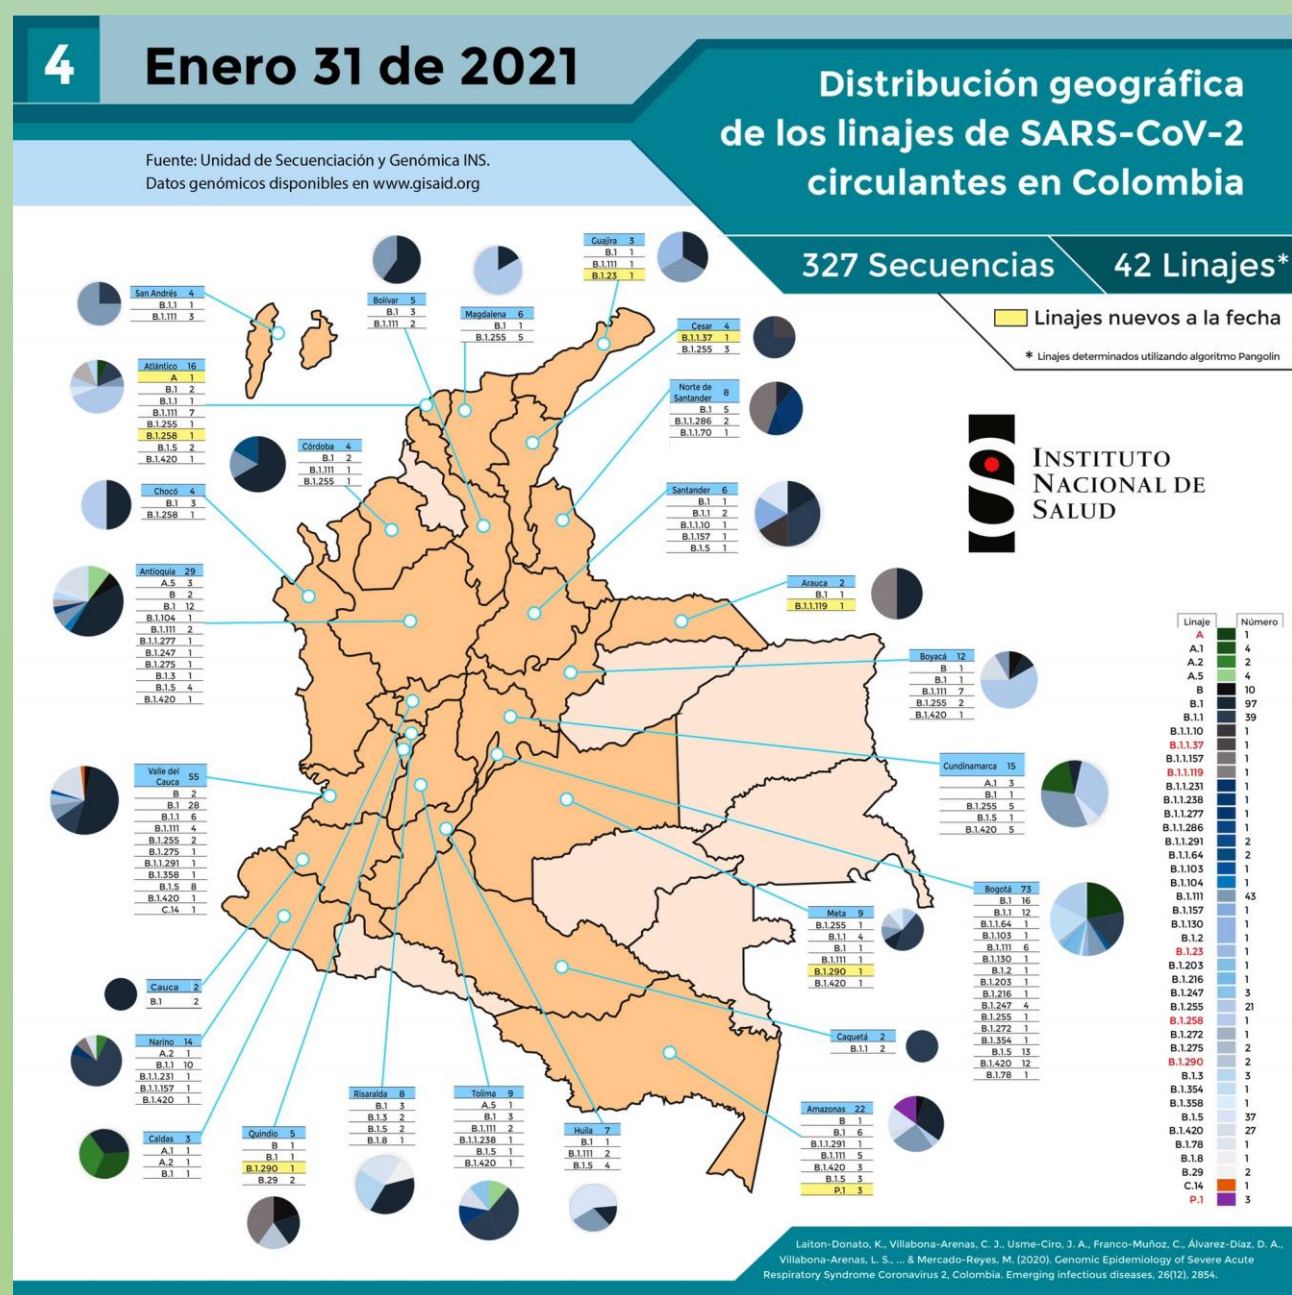 4
Enero 31 de 2021
Distribución geográfica
de los linajes de SARS-CoV-2
circulantes en Colombia
Fuente: Unidad de Secuenciación y Genómica INS.
Datos genómicos disponibles en www.gisaid.org
327 Secuencias
42 Linajes*
Linajes nuevos a la fecha
* Linajes determinados utilizando algoritmo Pangolin
INSTITUTO
NACIONAL DE
SALUD
San Andrés 4
B.1.1 1
B.1.111 3
Bolívar 5
B.1 3
B.1.111 2
Magdalena 6
B.1 1
B.1.255 5
Guajira 3
B.1 1
B.1.111 1
B.1.23 1
Cesar 4
B.1.1.37 1
B.1.255 3
Atlántico 16
A 1
B.1 2
B.1.1 1
B.1.111 7
B.1.255 1
B.1.258 1
B.1.5 2
B.1.420 1
Norte de
Santander 8
B.1 5
B.1.1.286 2
B.1.1.70 1
Córdoba 4
B.1 2
B.1.111 1
B.1.255 1
Chocó 4
B.1 3
B.1.258 1
Santander 6
B.1 1
B.1.1 2
B.1.1.10 1
B.1.157 1
B.1.5 1
Antioquia 29
A.5 3
B 2
B.1 12
B.1.104 1
B.1.111 2
B.1.1.277 1
B.1.247 1
B.1.275 1
B.1.3 1
B.1.5 4
B.1.420 1
Arauca 2
B.1 1
B.1.1.119 1
Boyacá 12
B 1
B.1 1
B.1.111 7
B.1.255 2
B.1.420 1
Valle del
Cauca 55
B 2
B.1 28
B.1.1 6
B.1.111 4
B.1.255 2
B.1.275 1
B.1.1.291 1
B.1.358 1
B.1.5 8
B.1.420 1
C.14 1
Cundinamarca 15
A.1 3
B.1 1
B.1.255 5
B.1.5 1
B.1.420 5
Bogotá 73
B.1 16
B.1.1 12
B.1.1.64 1
B.1.103 1
B.1.111 6
B.1.130 1
B.1.2 1
B.1.203 1
B.1.216 1
B.1.247 4
B.1.255 1
B.1.272 1
B.1.354 1
B.1.5 13
B.1.420 12
B.1.78 1
Meta 9
B.1.255 1
B.1.1 4
B.1 1
B.1.111 1
B.1.290 1
B.1.420 1
Cauca 2
B.1 2
Narino 14
A.2 1
B.1.1 10
B.1.1.231 1
B.1.1.157 1
B.1.420 1
Caquetá 2
B.1.1 2
Caldas 3
A.1 1
A.2 1
B.1 1
Quindío 5
B 1
B.1 1
B.1.290 1
B.29 2
Risaralda 8
B.1 3
B.1.3 2
B.1.5 2
B.1.8 1
Tolima 9
A.5 1
B.1 3
B.1.111 2
B.1.1.238 1
B.1.5 1
B.1.420 1
Huila 7
B.1 1
B.1.111 2
B.1.5 4
Amazonas 22
B 1
B.1 6
B.1.1.291 1
B.1.111 5
B.1.420 3
B.1.5 3
P.1 3
Linaje Número
A 1
A.1 4
A.2 2
A.5 4
B 10
B.1 97
B.1.1 39
B.1.1.10 1
B.1.1.37 1
B.1.1.157 1
B.1.1.119 1
B.1.1.231 1
B.1.1.238 1
B.1.1.277 1
B.1.1.286 1
B.1.1.291 2
B.1.1.64 2
B.1.103 1
B.1.104 1
B.1.111 43
B.1.157 1
B.1.130 1
B.1.2 1
B.1.23 1
B.1.203 1
B.1.216 1
B.1.247 3
B.1.255 21
B.1.258 1
B.1.272 1
B.1.275 2
B.1.290 2
B.1.3 3
B.1.354 1
B.1.358 1
B.1.5 37
B.1.420 27
B.1.78 1
B.1.8 1
B.29 2
C.14 1
P.1 3
Laiton-Donato, K., Villabona-Arenas, C. J., Usme-Ciro, J. A., Franco-Muñoz, C., Álvarez-Díaz, D. A.,
Villabona-Arenas, L. S., ... & Mercado-Reyes, M. (2020). Genomic Epidemiology of Severe Acute
Respiratory Syndrome Coronavirus 2, Colombia. Emerging infectious diseases, 26(12), 2854.